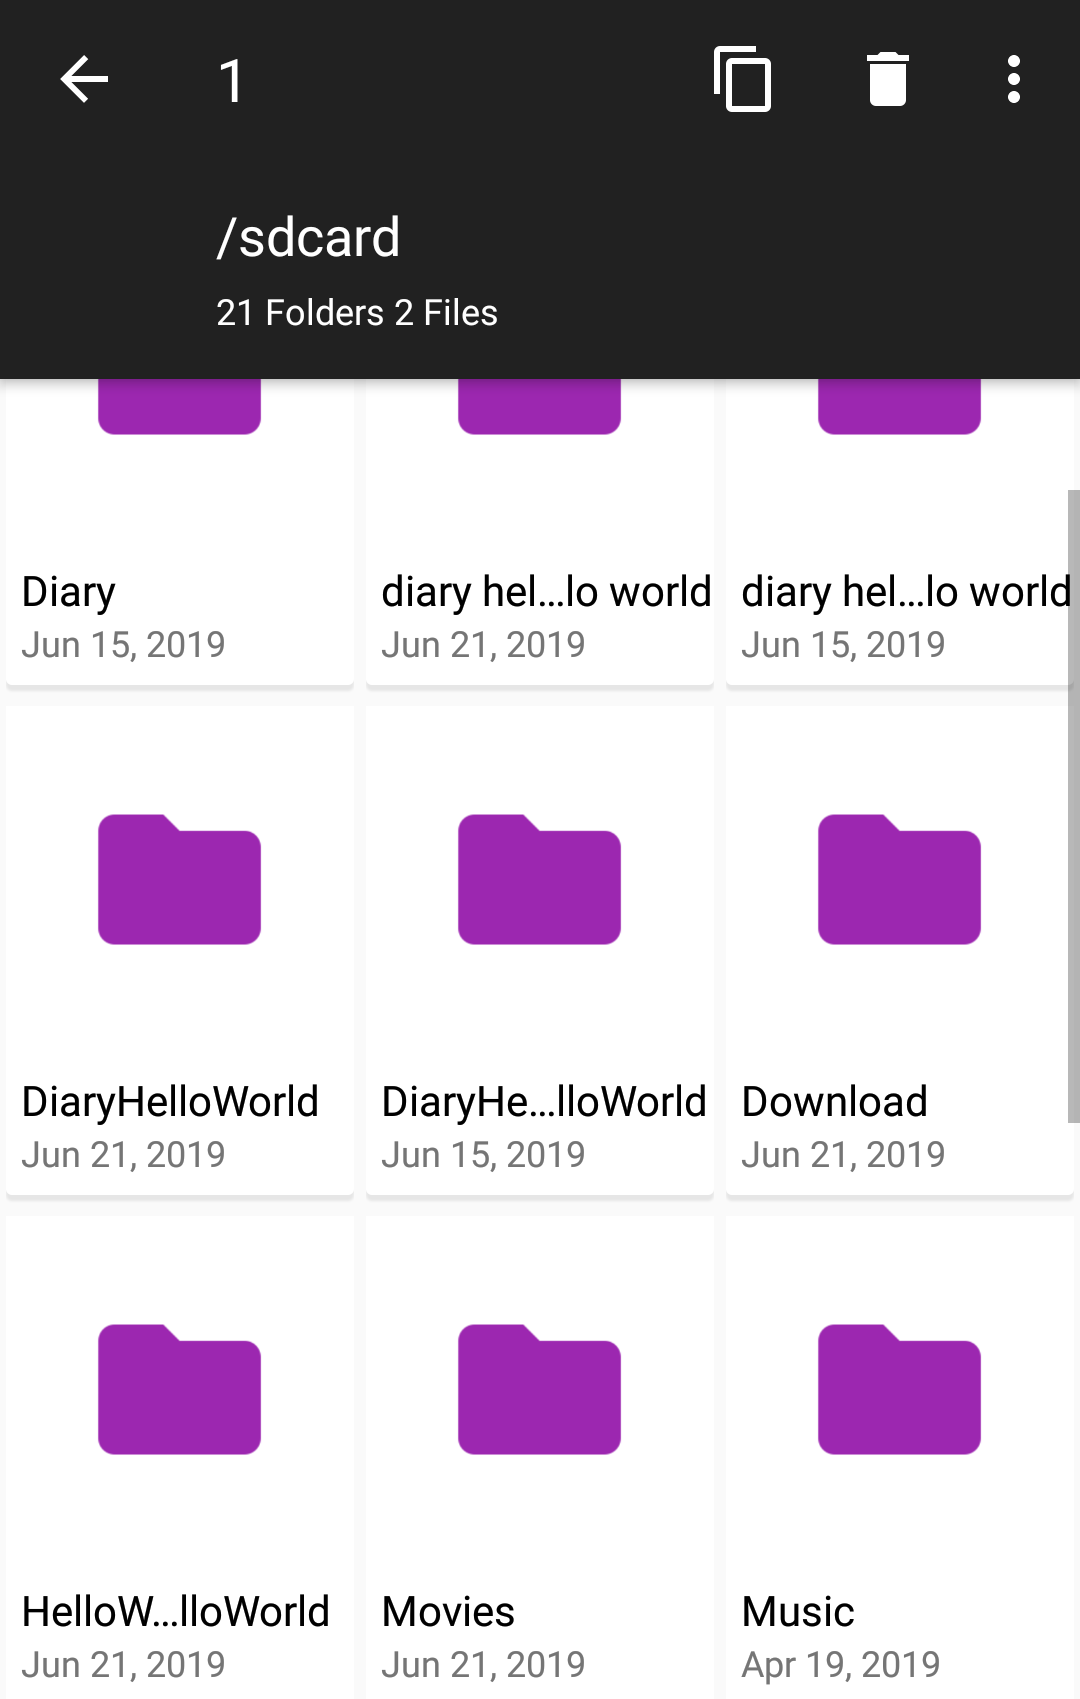 1
/sdcard
21 Folders 2 Files
Diary
Jun 15, 2019
diary hel...lo world
Jun 21, 2019
diary hel...lo world
Jun 15, 2019
DiaryHelloWorld
Jun 21, 2019
DiaryHe...lloWorld
Jun 15, 2019
Download
Jun 21, 2019
HelloW...lloWorld
Jun 21, 2019
Movies
Jun 21, 2019
Music
Apr 19, 2019